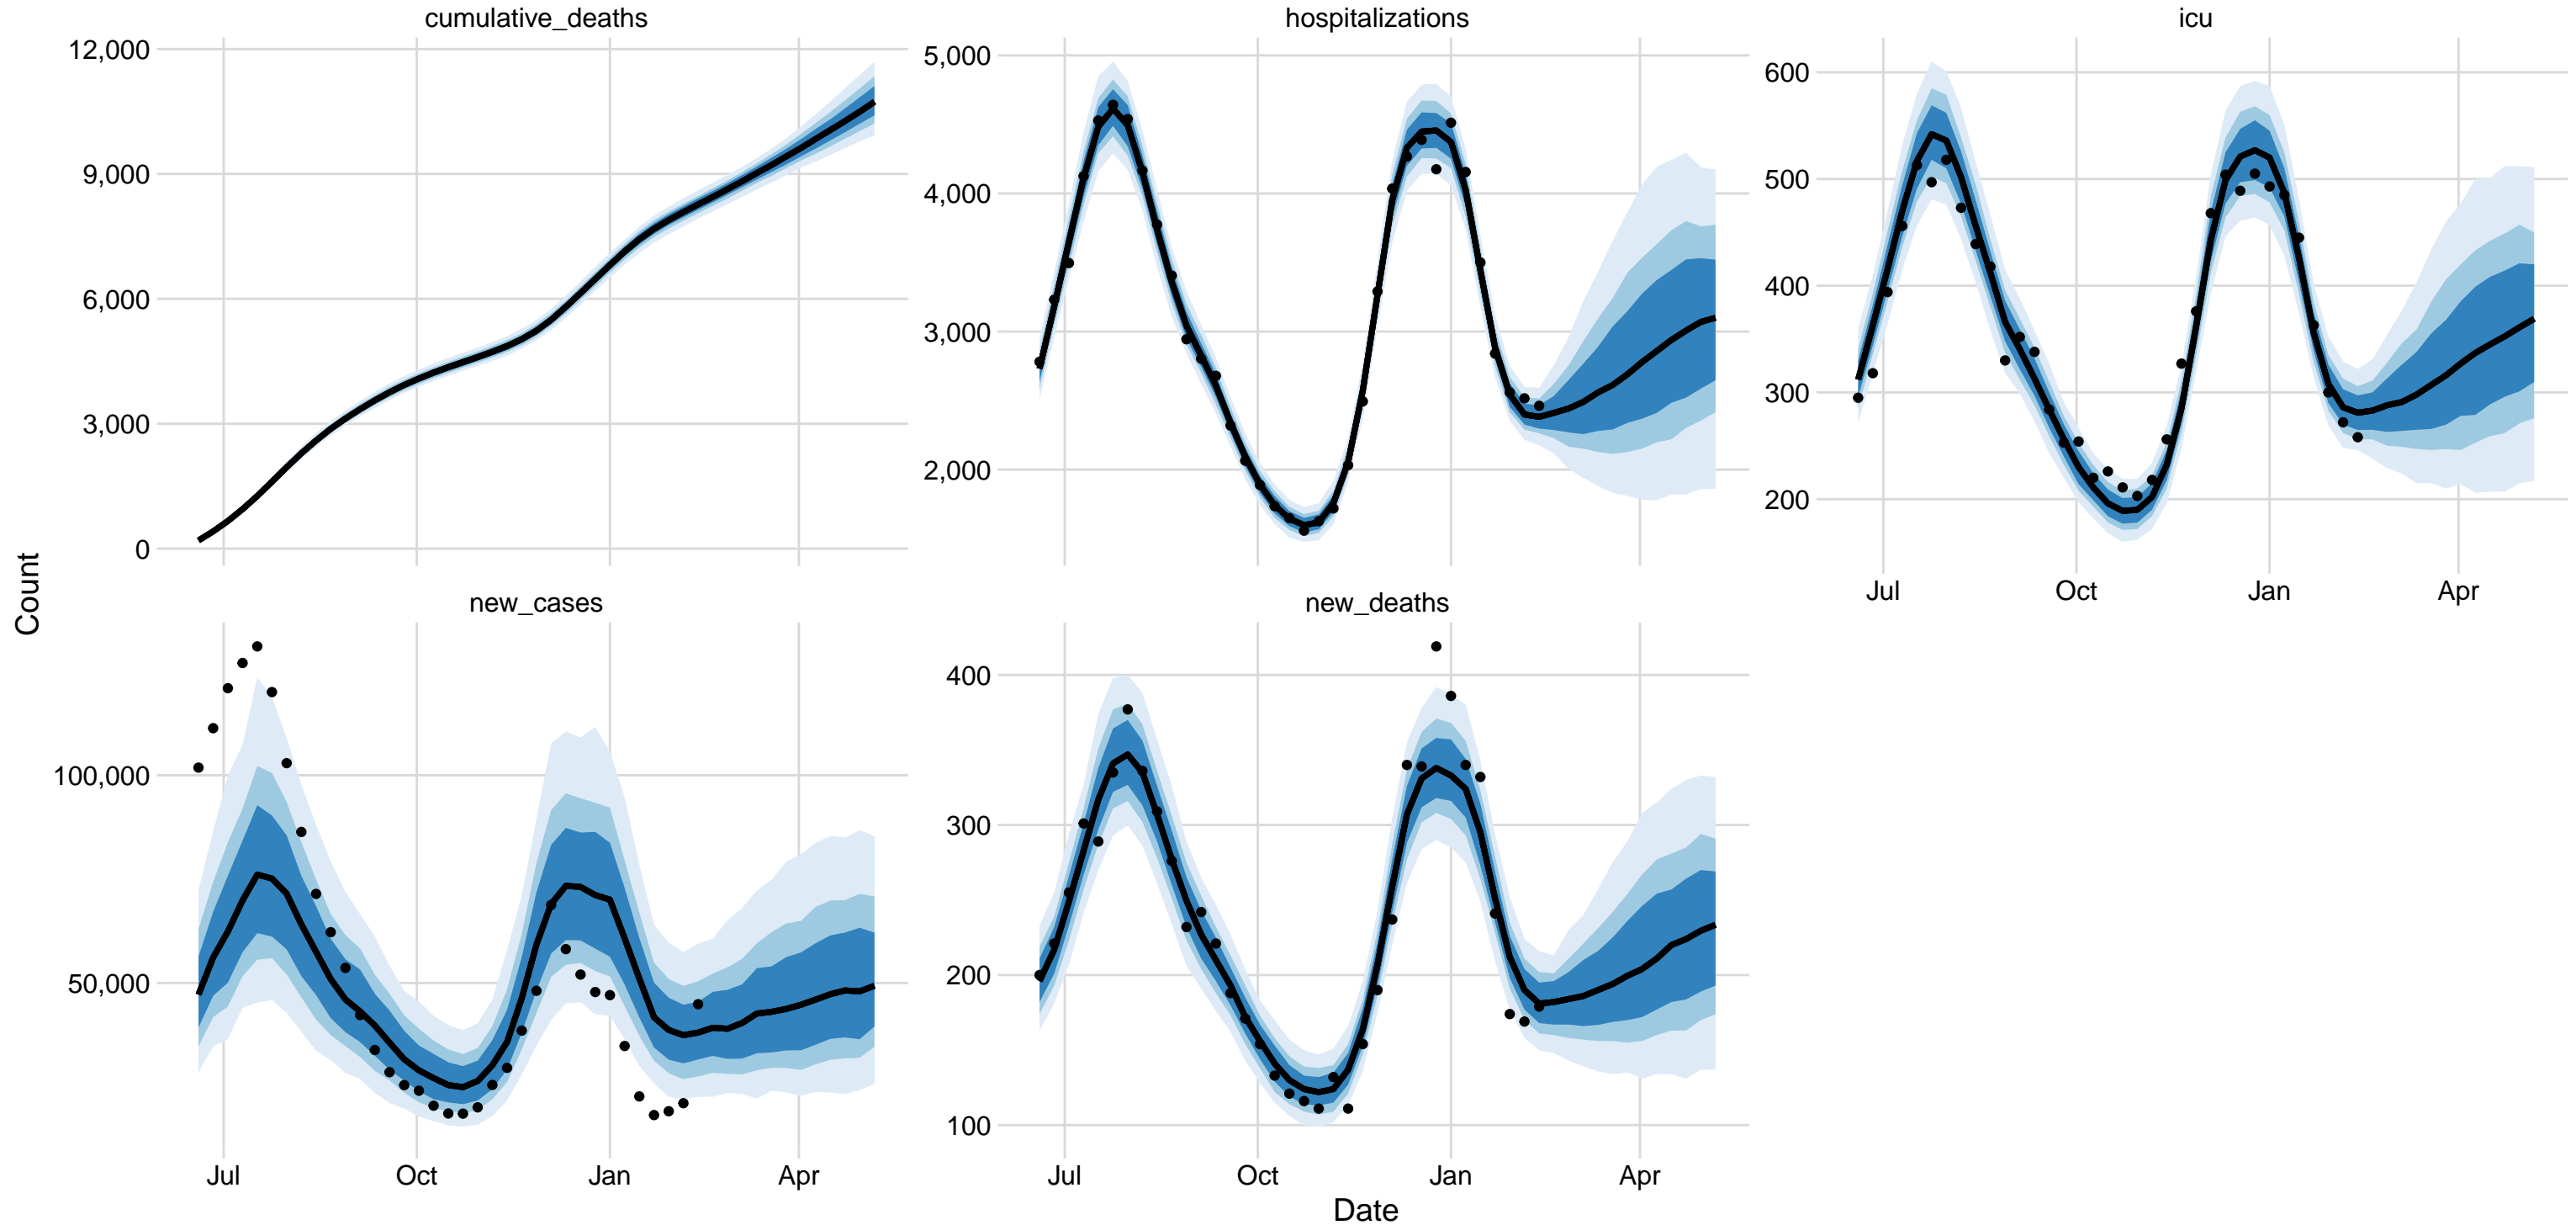 cumulative_deaths
hospitalizations
icu
12,000
9,000
6,000
3,000
0
5,000
4,000
3,000
2,000
600
500
400
300
200
Jul Oct Jan Apr
Count
new_cases
new_deaths
100,000
50,000
400
300
200
100
Jul Oct Jan Apr
Jul Oct Jan Apr
Date